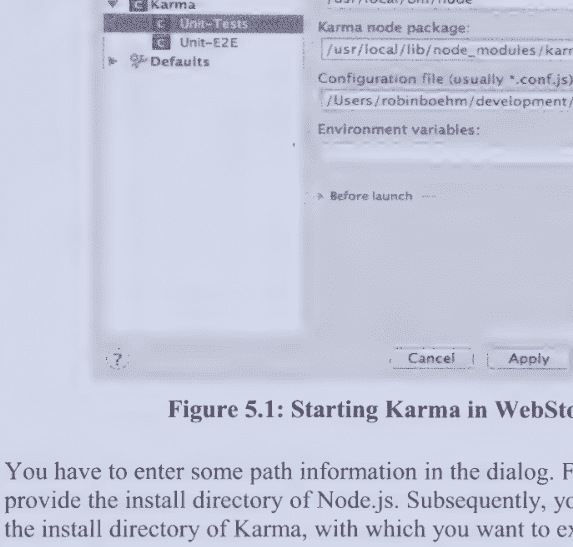 Karma
Unit-Tests
Unit-E2E
Defaults
Karma node package:
/usr/local/lib/node_modules/karm
Configuration file (usually *.conf.js)
/Users/robinboehm/development/
Environment variables:
Before launch
?
Cancel
Apply
Figure 5.1: Starting Karma in WebSto
You have to enter some path information in the dialog. F
provide the install directory of Node.js. Subsequently, yo
the install directory of Karma, with which you want to ex